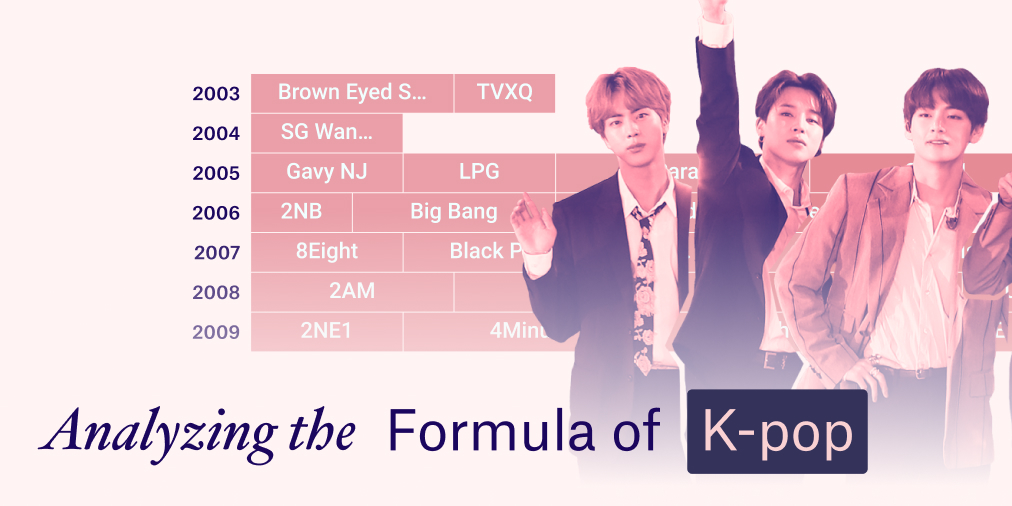 2003 Brown Eyed S... TVXQ
2004 SG Wan...
2005 Gavy NJ LPG
2006 2NB Big Bang
2007 8Eight Black
2008 2AM
2009 2NE1
Analyzing the Formula of K-pop